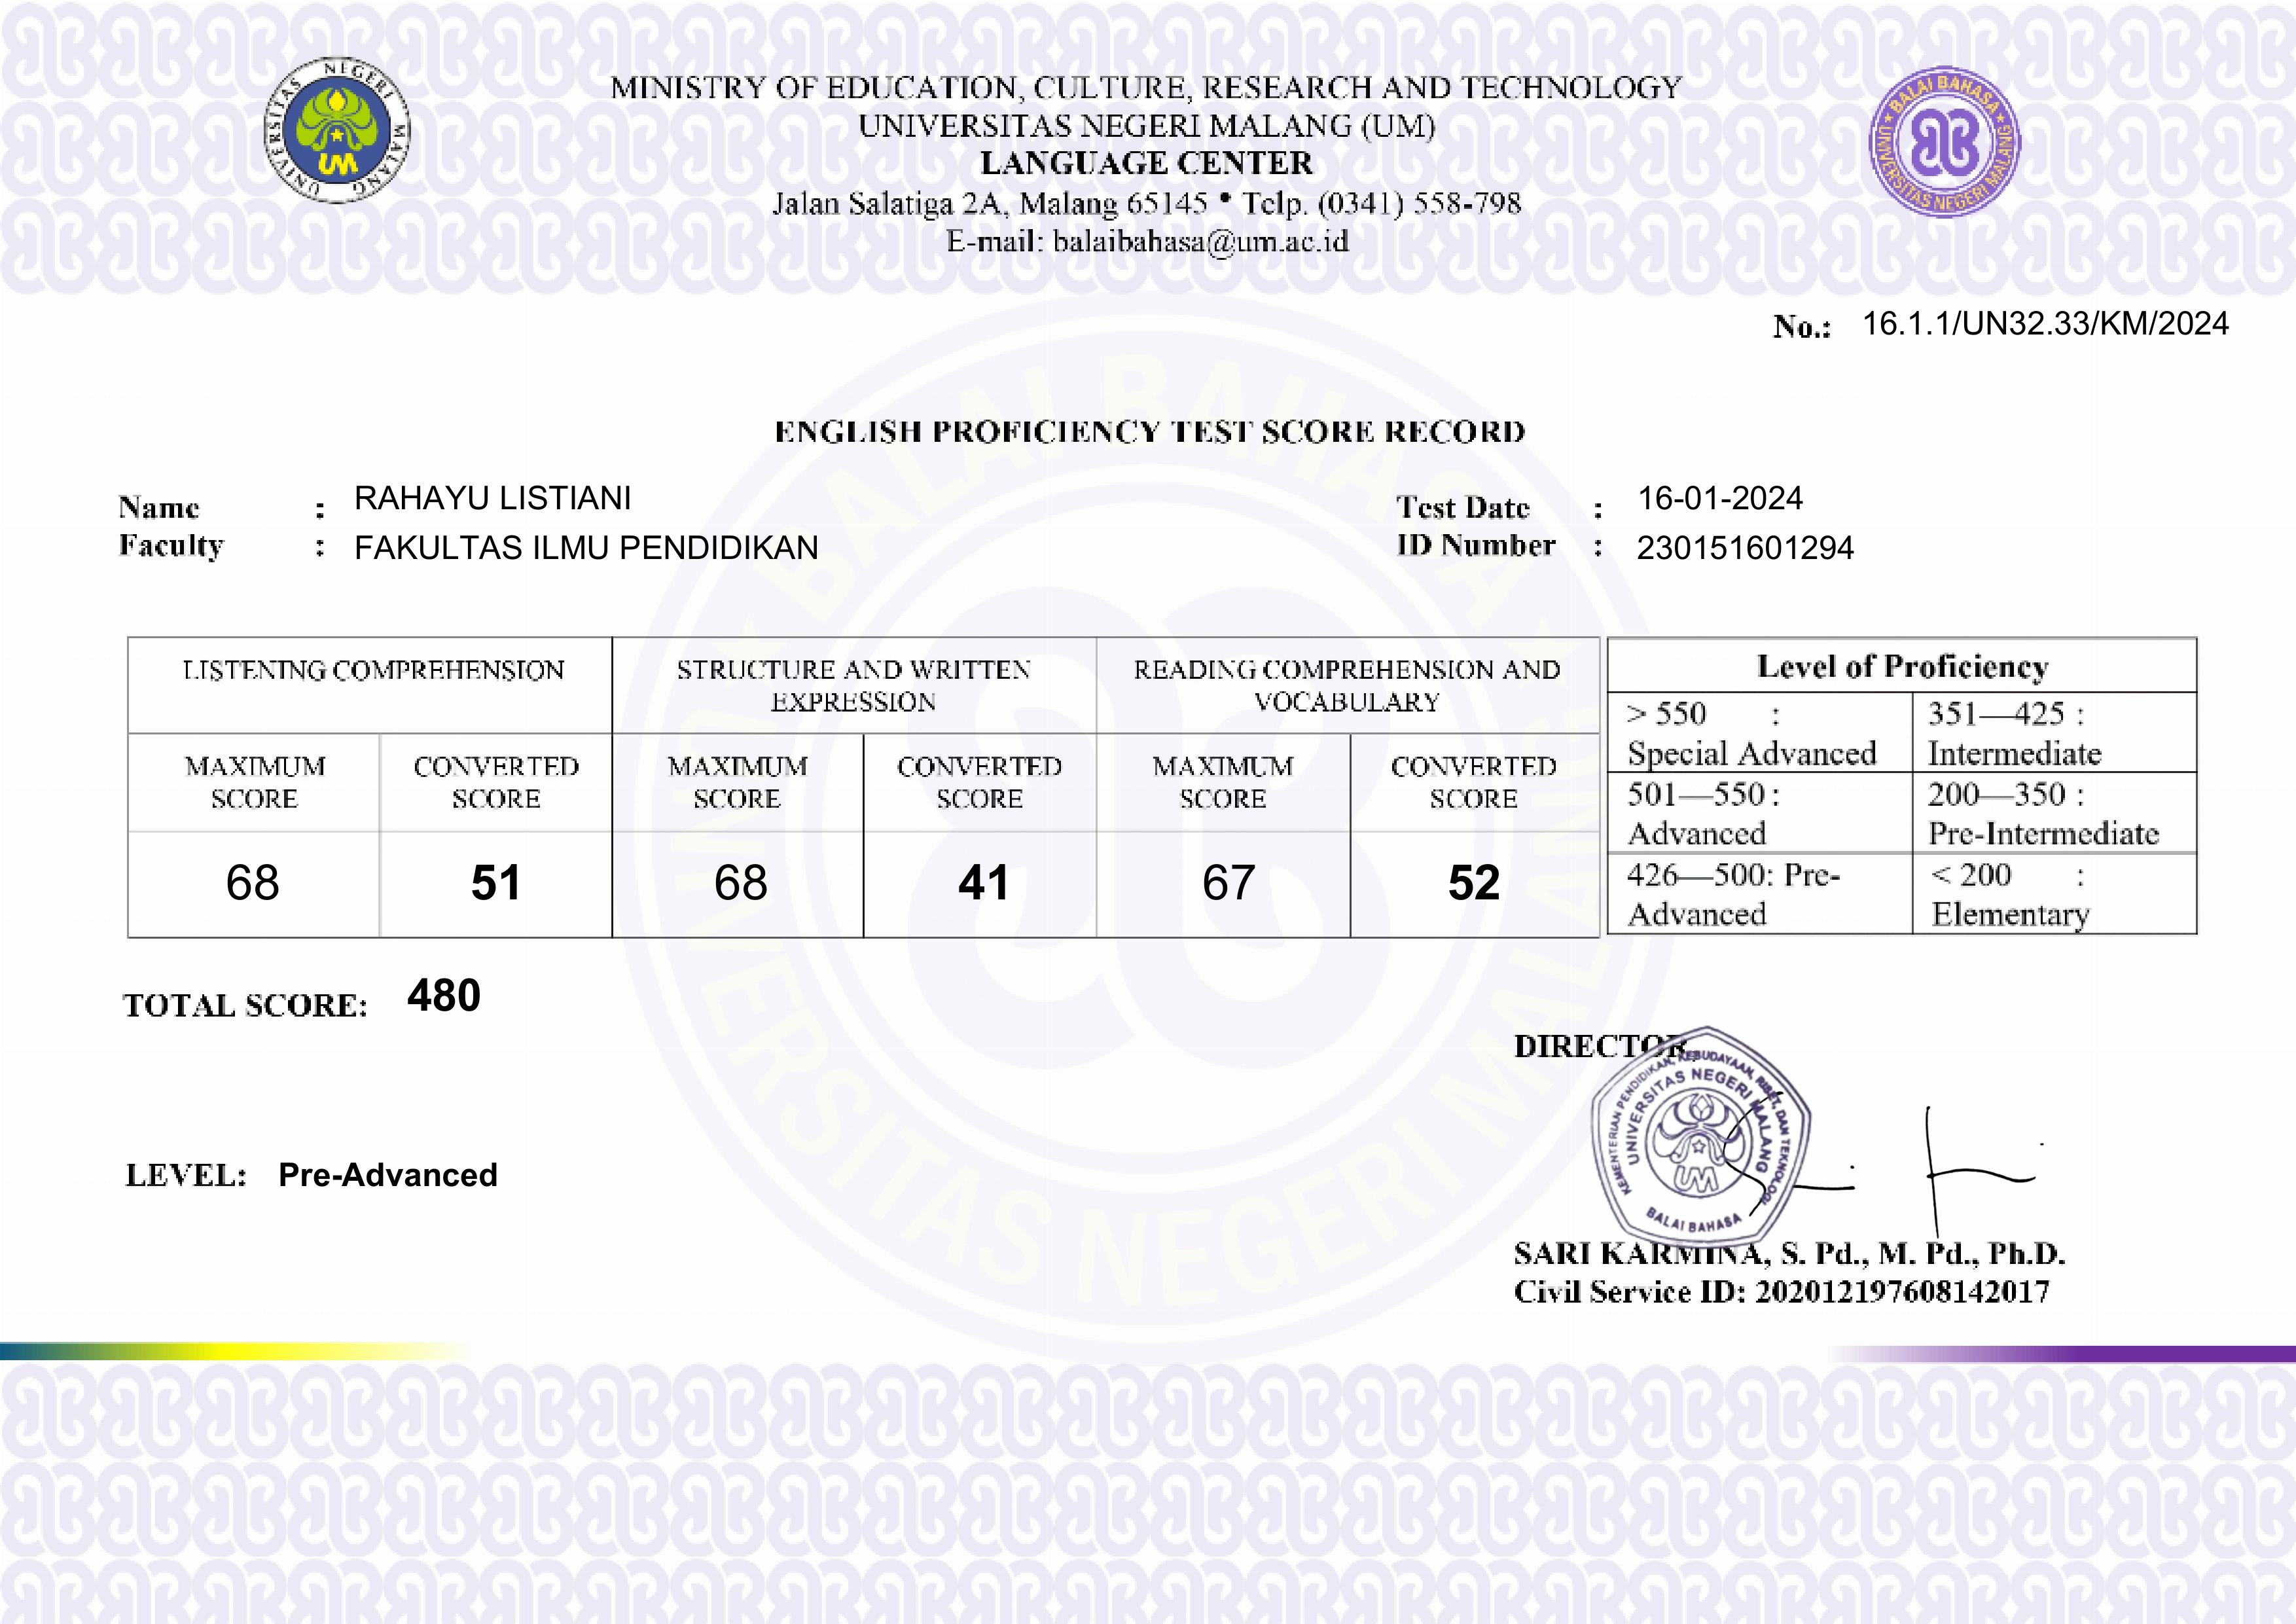 MINISTRY OF EDUCATION, CULTURE, RESEARCH AND TECHNOLOGY
UNIVERSITAS NEGERI MALANG (UM)
LANGUAGE CENTER
Jalan Salatiga 2A, Malang 65145 • Telp. (0341) 558-798
E-mail: balaibahasa@um.ac.id
UNIVERSITAS NEGERI MALANG
UM
BALAI BAHASA
UNIVERSITAS NEGERI MALANG
No.: 16.1.1/UN32.33/KM/2024
ENGLISH PROFICIENCY TEST SCORE RECORD
Name : RAHAYU LISTIANI
Faculty : FAKULTAS ILMU PENDIDIKAN
Test Date : 16-01-2024
ID Number : 230151601294
LISTENING COMPREHENSION
STRUCTURE AND WRITTEN
EXPRESSION
READING COMPREHENSION AND
VOCABULARY
MAXIMUM
SCORE
CONVERTED
SCORE
MAXIMUM
SCORE
CONVERTED
SCORE
MAXIMUM
SCORE
CONVERTED
SCORE
68 51 68 41 67 52
Level of Proficiency
> 550 :
Special Advanced
351—425 :
Intermediate
501—550 :
Advanced
200—350 :
Pre-Intermediate
426—500: Pre-
Advanced
< 200 :
Elementary
TOTAL SCORE: 480
LEVEL: Pre-Advanced
DIRECTOR,
KEMENTERIAN PENDIDIKAN, KEBUDAYAAN, RISET, DAN TEKNOLOGI
UNIVERSITAS NEGERI MALANG
UM
BALAI BAHASA
SARI KARMINA, S. Pd., M. Pd., Ph.D.
Civil Service ID: 202012197608142017
BALAI BAHASA
UNIVERSITAS NEGERI MALANG